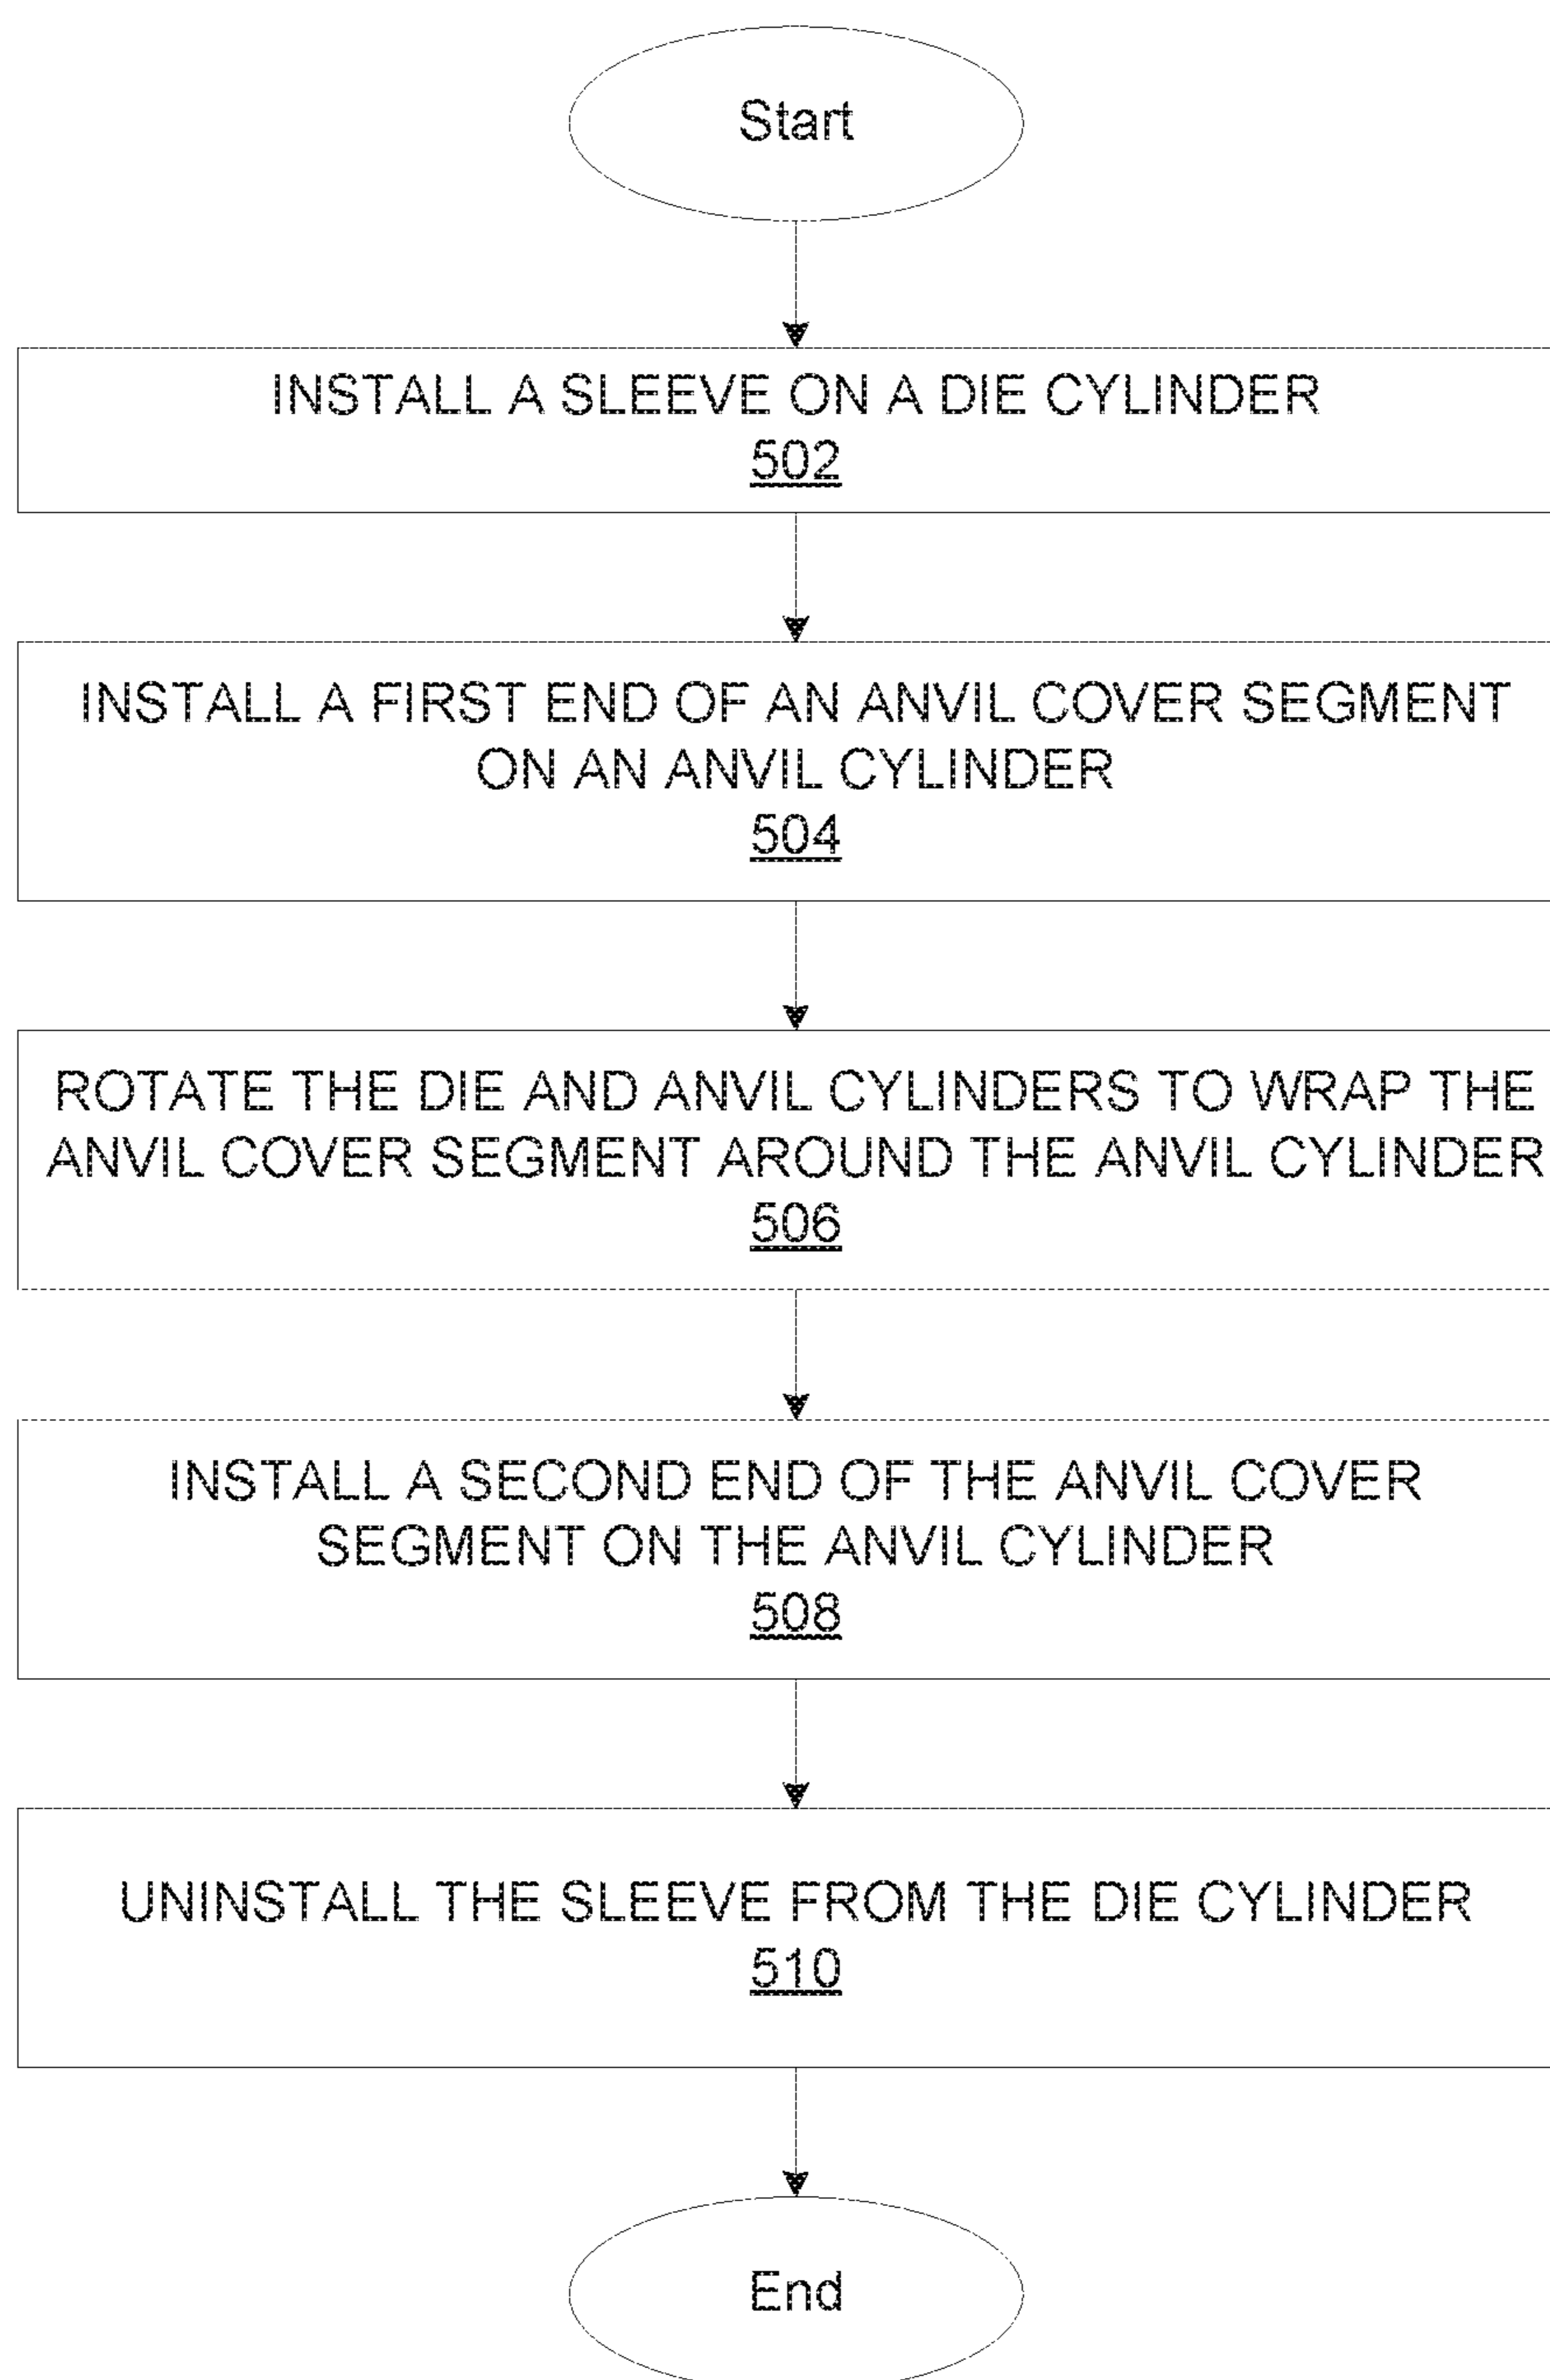 Start
INSTALL A SLEEVE ON A DIE CYLINDER
502
INSTALL A FIRST END OF AN ANVIL COVER SEGMENT
ON AN ANVIL CYLINDER
504
ROTATE THE DIE AND ANVIL CYLINDERS TO WRAP THE
ANVIL COVER SEGMENT AROUND THE ANVIL CYLINDER
506
INSTALL A SECOND END OF THE ANVIL COVER
SEGMENT ON THE ANVIL CYLINDER
508
UNINSTALL THE SLEEVE FROM THE DIE CYLINDER
510
End